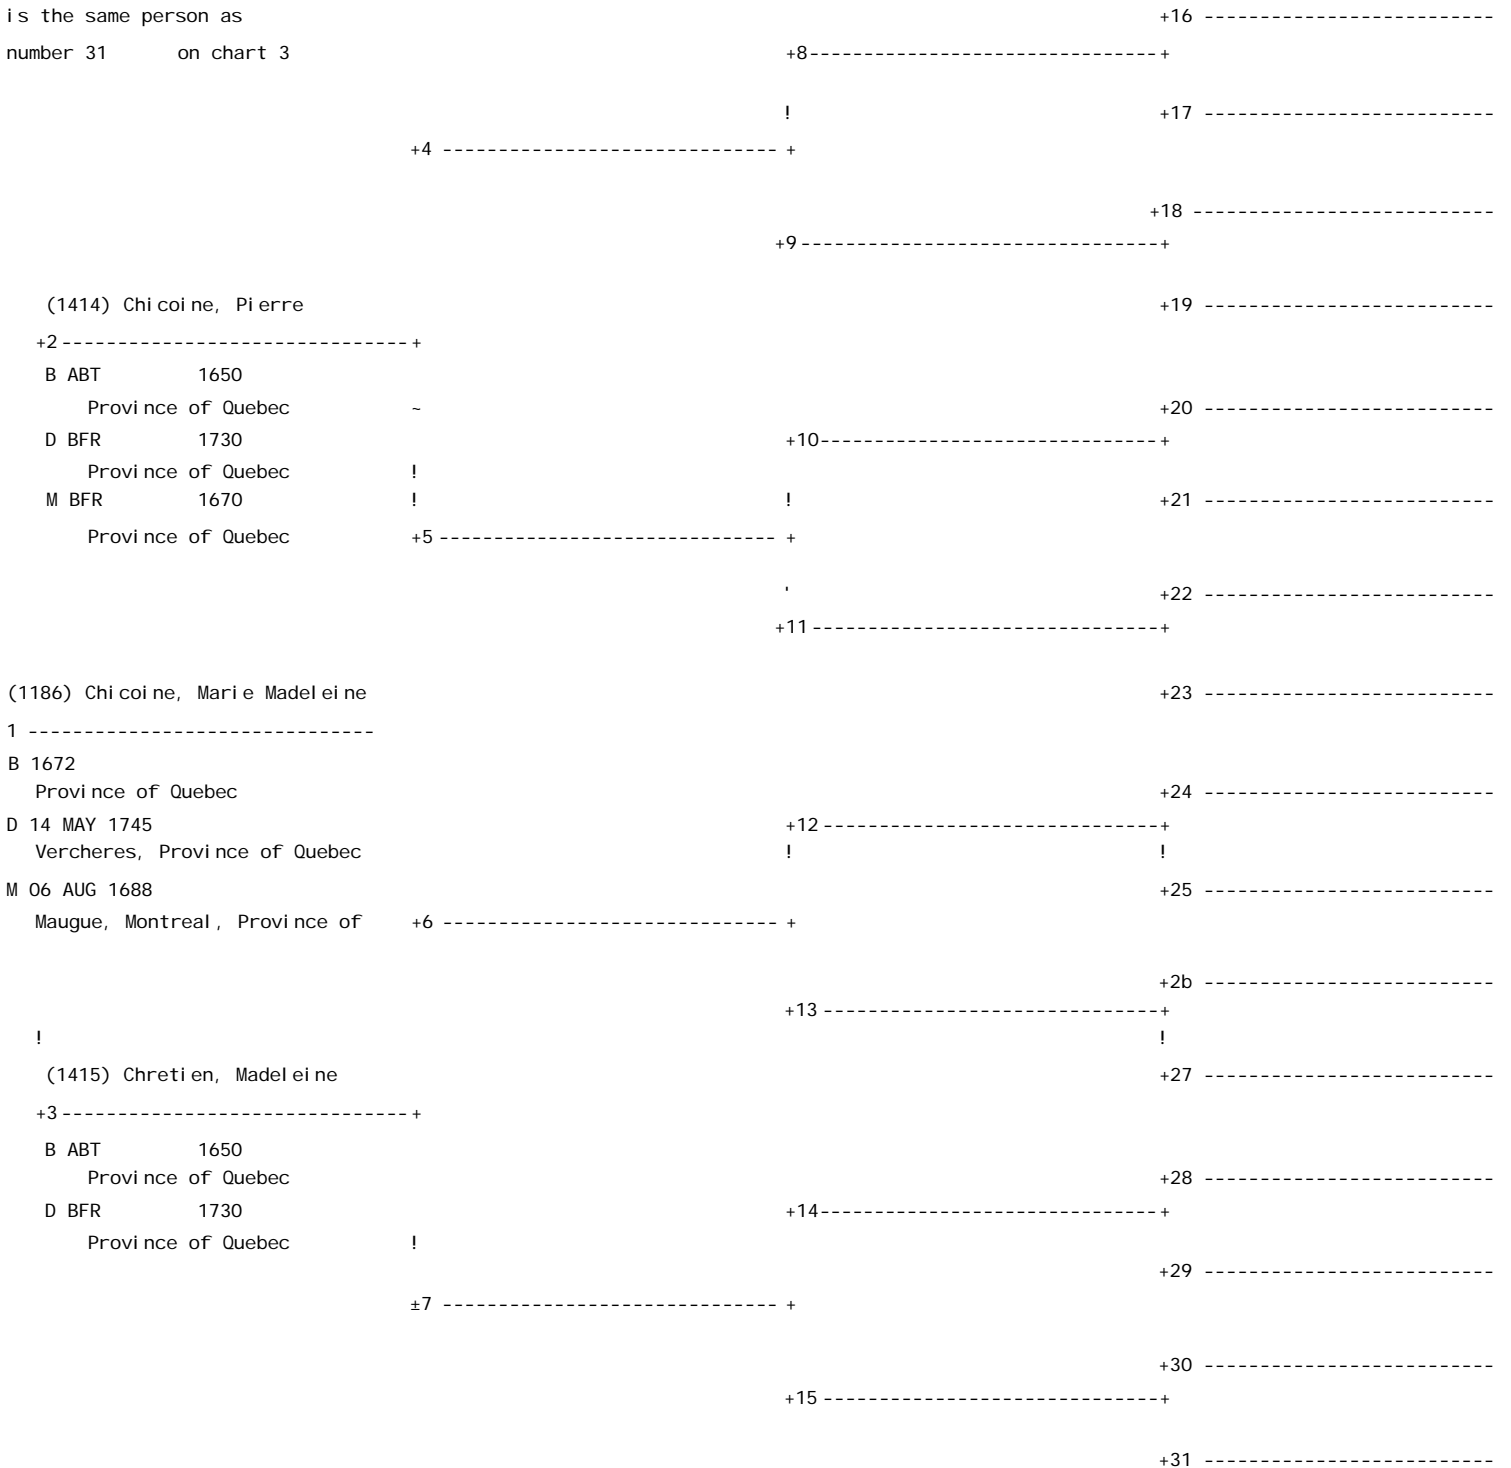 is the same person as
+16 --------------------------
number 31 on chart 3
+8-------------------------------+
! +17 --------------------------
+4 ------------------------------ +
+18 ---------------------------
+9--------------------------------+
(1414) Chicoine, Pierre
+19 --------------------------
+2-------------------------------+
B ABT 1650
Province of Quebec ~ +20 --------------------------
D BFR 1730 +10------------------------------+
Province of Quebec !
M BFR 1670 ! ! +21 --------------------------
Province of Quebec +5 ------------------------------ +
' +22 --------------------------
+11-------------------------------+
(1186) Chicoine, Marie Madeleine
+23 --------------------------
1 -------------------------------
B 1672
Province of Quebec +24 --------------------------
D 14 MAY 1745 +12------------------------------+
Vercheres, Province of Quebec ! !
M O6 AUG 1688 +25 --------------------------
Maugue, Montreal, Province of +6 ------------------------------ +
+2b --------------------------
+13------------------------------+
! !
(1415) Chretien, Madeleine +27 --------------------------
+3-------------------------------+
B ABT 1650
Province of Quebec +28 --------------------------
D BFR 1730 +14------------------------------+
Province of Quebec !
+29 --------------------------
±7 ------------------------------ +
+30 --------------------------
+15------------------------------+
+31 --------------------------